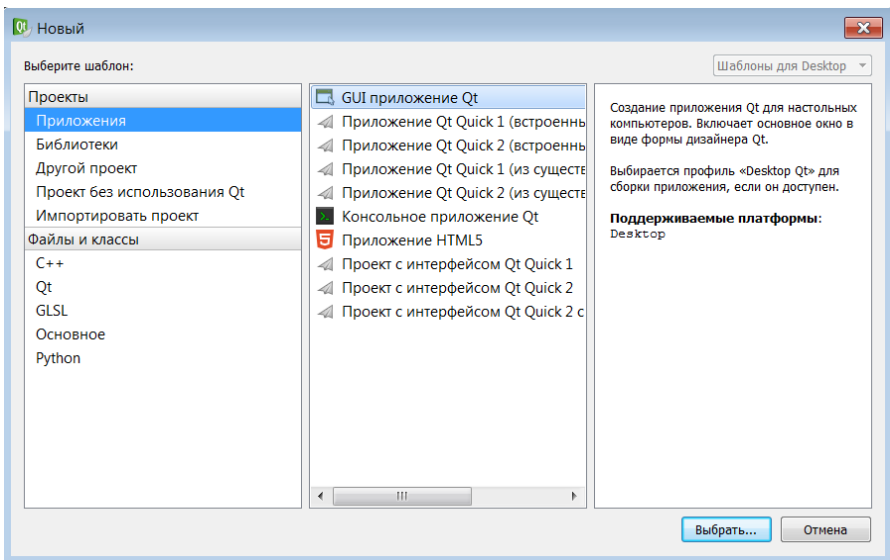 Новый
Выберите шаблон:
Шаблоны для Desktop
Проекты
Приложения
Библиотеки
Другой проект
Проект без использования Qt
Импортировать проект
Файлы и классы
C++
Qt
GLSL
Основное
Python
GUI приложение Qt
Приложение Qt Quick 1 (встроенны
Приложение Qt Quick 2 (встроенны
Приложение Qt Quick 1 (из существ
Приложение Qt Quick 2 (из существ
Консольное приложение Qt
Приложение HTML5
Проект с интерфейсом Qt Quick 1
Проект с интерфейсом Qt Quick 2
Проект с интерфейсом Qt Quick 2 с
Создание приложения Qt для настольных
компьютеров. Включает основное окно в
виде формы дизайнера Qt.
Выбирается профиль «Desktop Qt» для
сборки приложения, если он доступен.
Поддерживаемые платформы:
Desktop
Выбрать...
Отмена